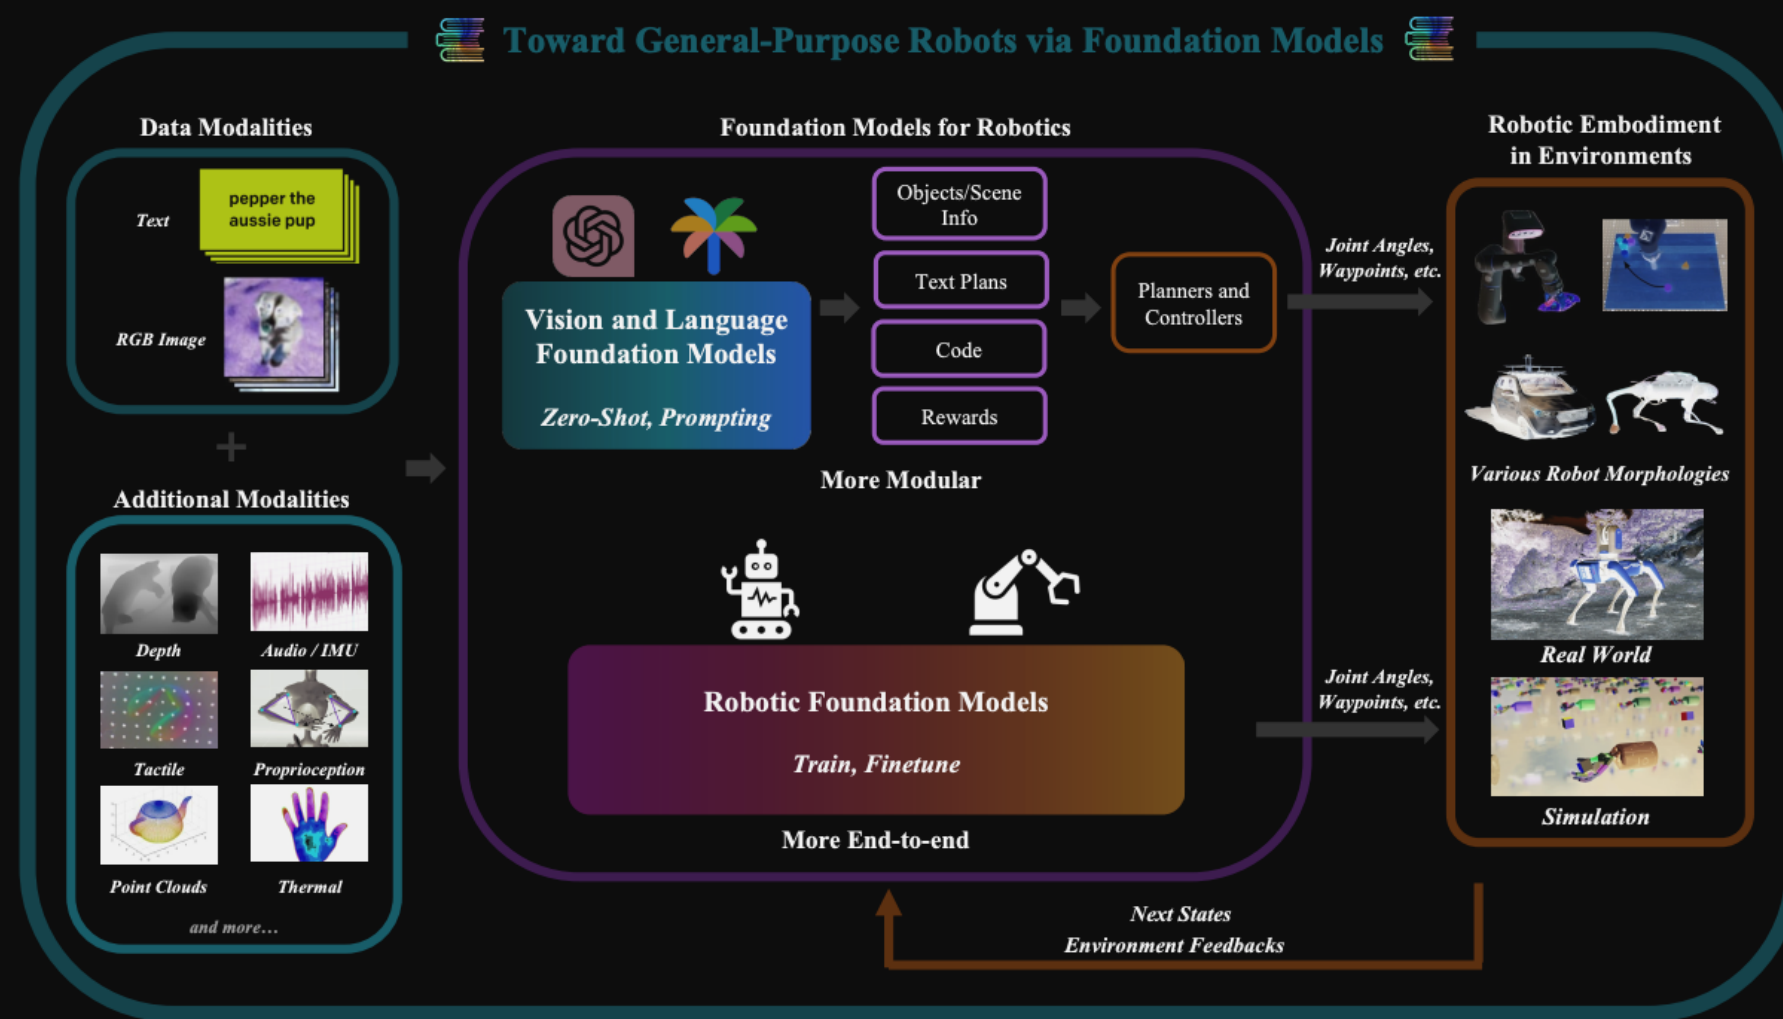 Toward General-Purpose Robots via Foundation Models
Data Modalities
Text
pepper the
aussie pup
RGB Image
+
Additional Modalities
Depth
Audio / IMU
Tactile
Proprioception
Point Clouds
Thermal
and more...
Foundation Models for Robotics
Vision and Language
Foundation Models
Zero-Shot, Prompting
Objects/Scene
Info
Text Plans
Code
Rewards
Planners and
Controllers
More Modular
Robotic Foundation Models
Train, Finetune
More End-to-end
Joint Angles,
Waypoints, etc.
Joint Angles,
Waypoints, etc.
Robotic Embodiment
in Environments
Various Robot Morphologies
Real World
Simulation
Next States
Environment Feedbacks